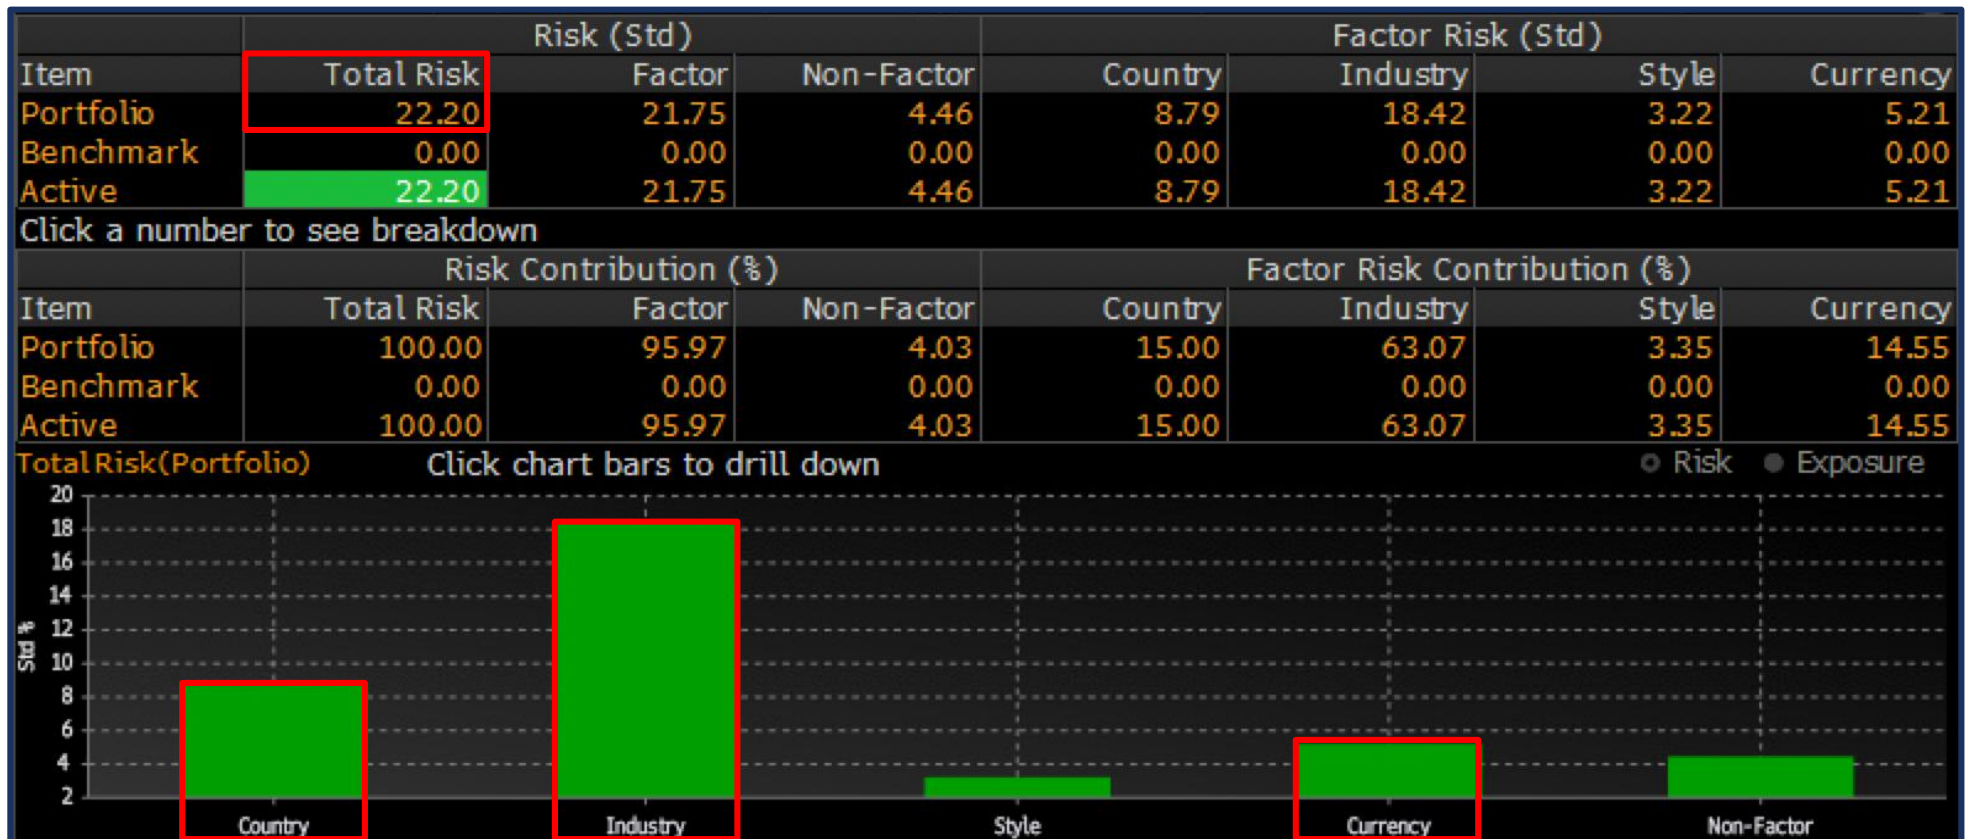 Risk (Std) Factor Risk (Std)
Item Total Risk Factor Non-Factor Country Industry Style Currency
Portfolio 22.20 21.75 4.46 8.79 18.42 3.22 5.21
Benchmark 0.00 0.00 0.00 0.00 0.00 0.00 0.00
Active 22.20 21.75 4.46 8.79 18.42 3.22 5.21
Click a number to see breakdown
Risk Contribution (%) Factor Risk Contribution (%)
Item Total Risk Factor Non-Factor Country Industry Style Currency
Portfolio 100.00 95.97 4.03 15.00 63.07 3.35 14.55
Benchmark 0.00 0.00 0.00 0.00 0.00 0.00 0.00
Active 100.00 95.97 4.03 15.00 63.07 3.35 14.55
Total Risk(Portfolio) Click chart bars to drill down Risk Exposure
20
18
16
14
12
10
8
6
4
2
Std %
Country Industry Style Currency Non-Factor